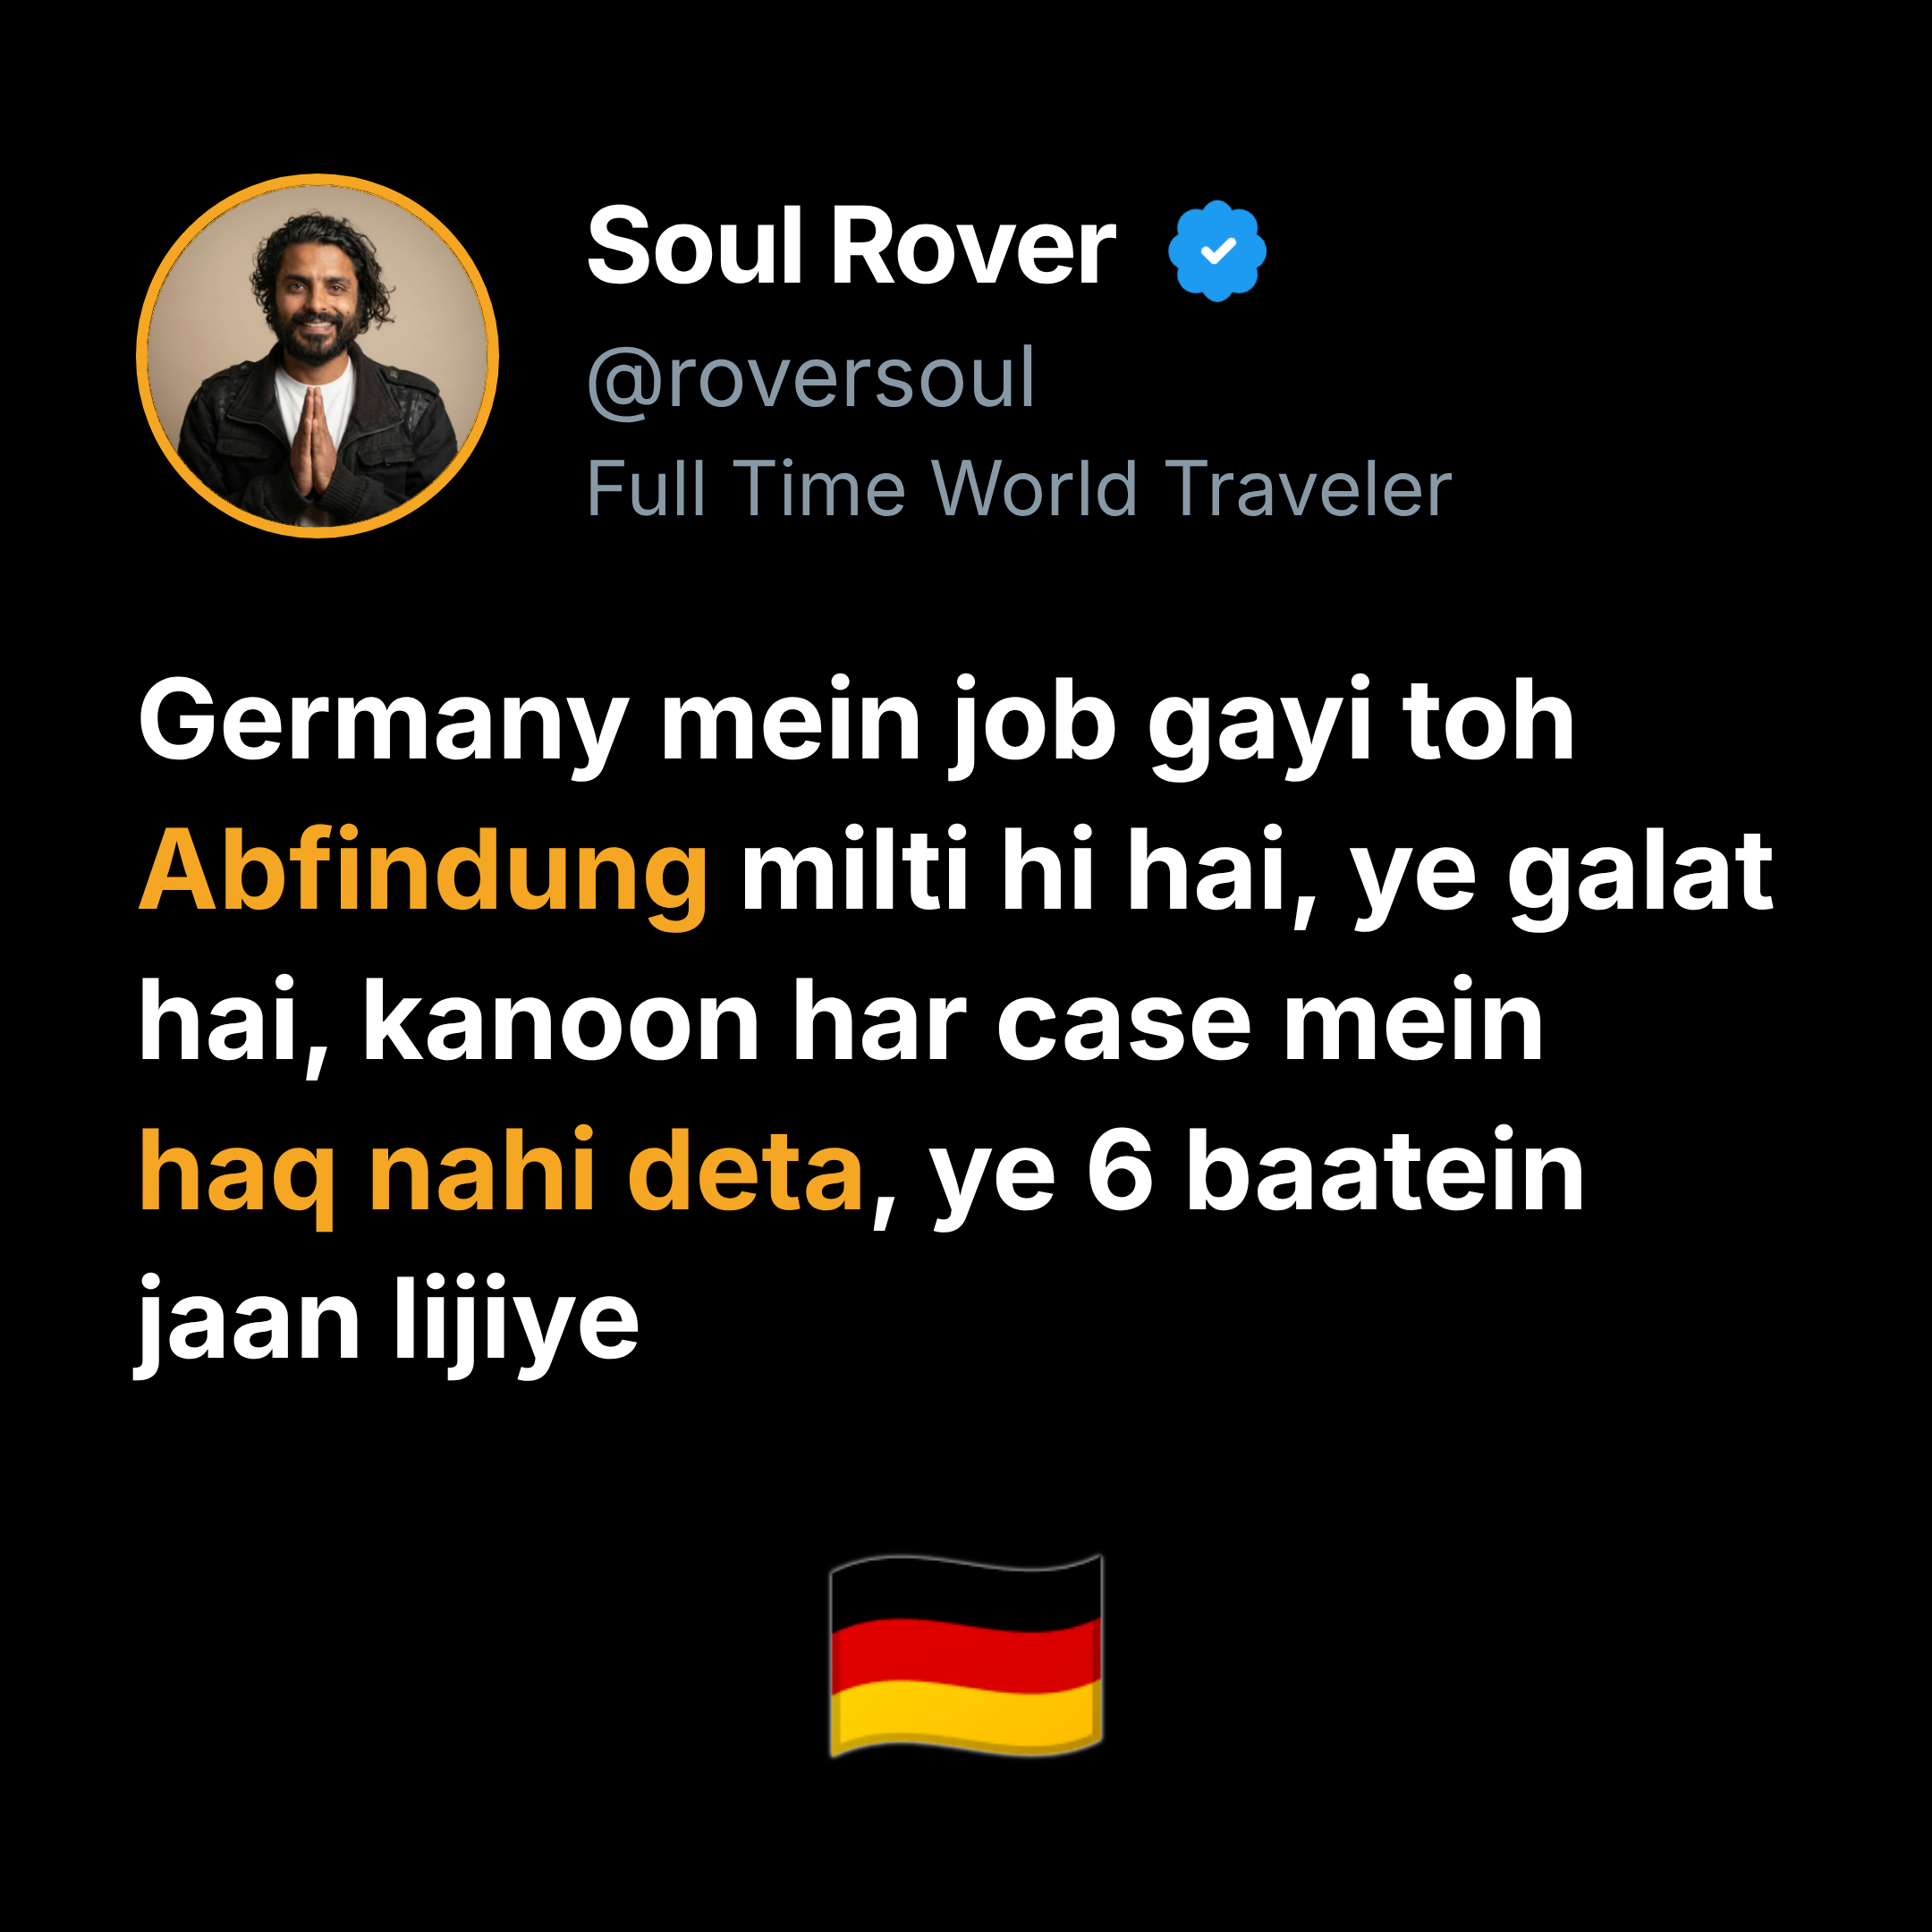 Soul Rover
@roversoul
Full Time World Traveler
Germany mein job gayi toh
Abfindung milti hi hai, ye galat
hai, kanoon har case mein
haq nahi deta, ye 6 baatein
jaan lijiye